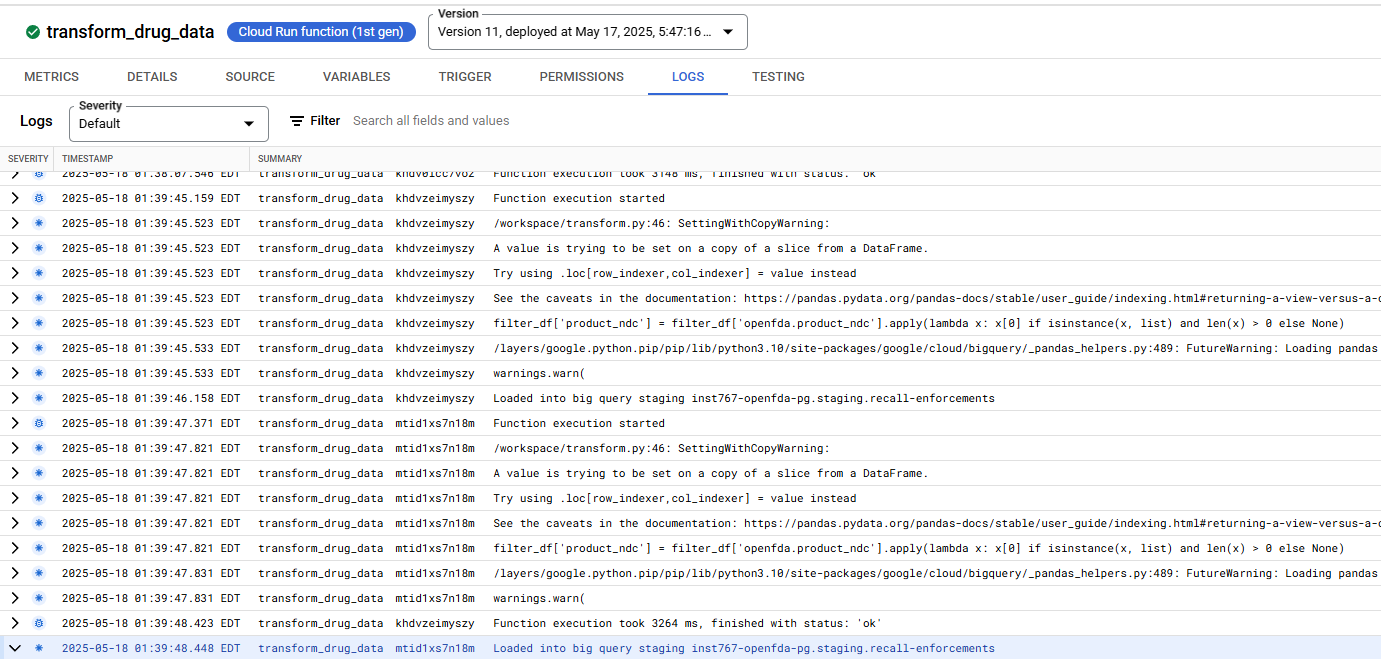 transform_drug_data Cloud Run function (1st gen) Version Version 11, deployed at May 17, 2025, 5:47:16 ...
METRICS DETAILS SOURCE VARIABLES TRIGGER PERMISSIONS LOGS TESTING
Logs Severity Default Filter Search all fields and values
SEVERITY TIMESTAMP SUMMARY
2025-05-18 01:38:07.546 EDT transform_drug_data Function execution took 3148 ms, finished with status: 'ok'
2025-05-18 01:39:45.159 EDT transform_drug_data khdvzeimyszy Function execution started
2025-05-18 01:39:45.523 EDT transform_drug_data khdvzeimyszy /workspace/transform.py:46: SettingWithCopyWarning:
2025-05-18 01:39:45.523 EDT transform_drug_data khdvzeimyszy A value is trying to be set on a copy of a slice from a DataFrame.
2025-05-18 01:39:45.523 EDT transform_drug_data khdvzeimyszy Try using .loc[row_indexer,col_indexer] = value instead
2025-05-18 01:39:45.523 EDT transform_drug_data khdvzeimyszy See the caveats in the documentation: https://pandas.pydata.org/pandas-docs/stable/user_guide/indexing.html#returning-a-view-versus-a-c
2025-05-18 01:39:45.523 EDT transform_drug_data khdvzeimyszy filter_df['product_ndc'] = filter_df['openfda.product_ndc'].apply(lambda x: x[0] if isinstance(x, list) and len(x) > 0 else None)
2025-05-18 01:39:45.533 EDT transform_drug_data khdvzeimyszy /layers/google.python.pip/pip/lib/python3.10/site-packages/google/cloud/bigquery/_pandas_helpers.py:489: FutureWarning: Loading pandas
2025-05-18 01:39:45.533 EDT transform_drug_data khdvzeimyszy warnings.warn(
2025-05-18 01:39:46.158 EDT transform_drug_data khdvzeimyszy Loaded into big query staging inst767-openfda-pg.staging.recall-enforcements
2025-05-18 01:39:47.371 EDT transform_drug_data mtid1xs7n18m Function execution started
2025-05-18 01:39:47.821 EDT transform_drug_data mtid1xs7n18m /workspace/transform.py:46: SettingWithCopyWarning:
2025-05-18 01:39:47.821 EDT transform_drug_data mtid1xs7n18m A value is trying to be set on a copy of a slice from a DataFrame.
2025-05-18 01:39:47.821 EDT transform_drug_data mtid1xs7n18m Try using .loc[row_indexer,col_indexer] = value instead
2025-05-18 01:39:47.821 EDT transform_drug_data mtid1xs7n18m See the caveats in the documentation: https://pandas.pydata.org/pandas-docs/stable/user_guide/indexing.html#returning-a-view-versus-a-c
2025-05-18 01:39:47.821 EDT transform_drug_data mtid1xs7n18m filter_df['product_ndc'] = filter_df['openfda.product_ndc'].apply(lambda x: x[0] if isinstance(x, list) and len(x) > 0 else None)
2025-05-18 01:39:47.831 EDT transform_drug_data mtid1xs7n18m /layers/google.python.pip/pip/lib/python3.10/site-packages/google/cloud/bigquery/_pandas_helpers.py:489: FutureWarning: Loading pandas
2025-05-18 01:39:47.831 EDT transform_drug_data mtid1xs7n18m warnings.warn(
2025-05-18 01:39:48.423 EDT transform_drug_data khdvzeimyszy Function execution took 3264 ms, finished with status: 'ok'
2025-05-18 01:39:48.448 EDT transform_drug_data mtid1xs7n18m Loaded into big query staging inst767-openfda-pg.staging.recall-enforcements